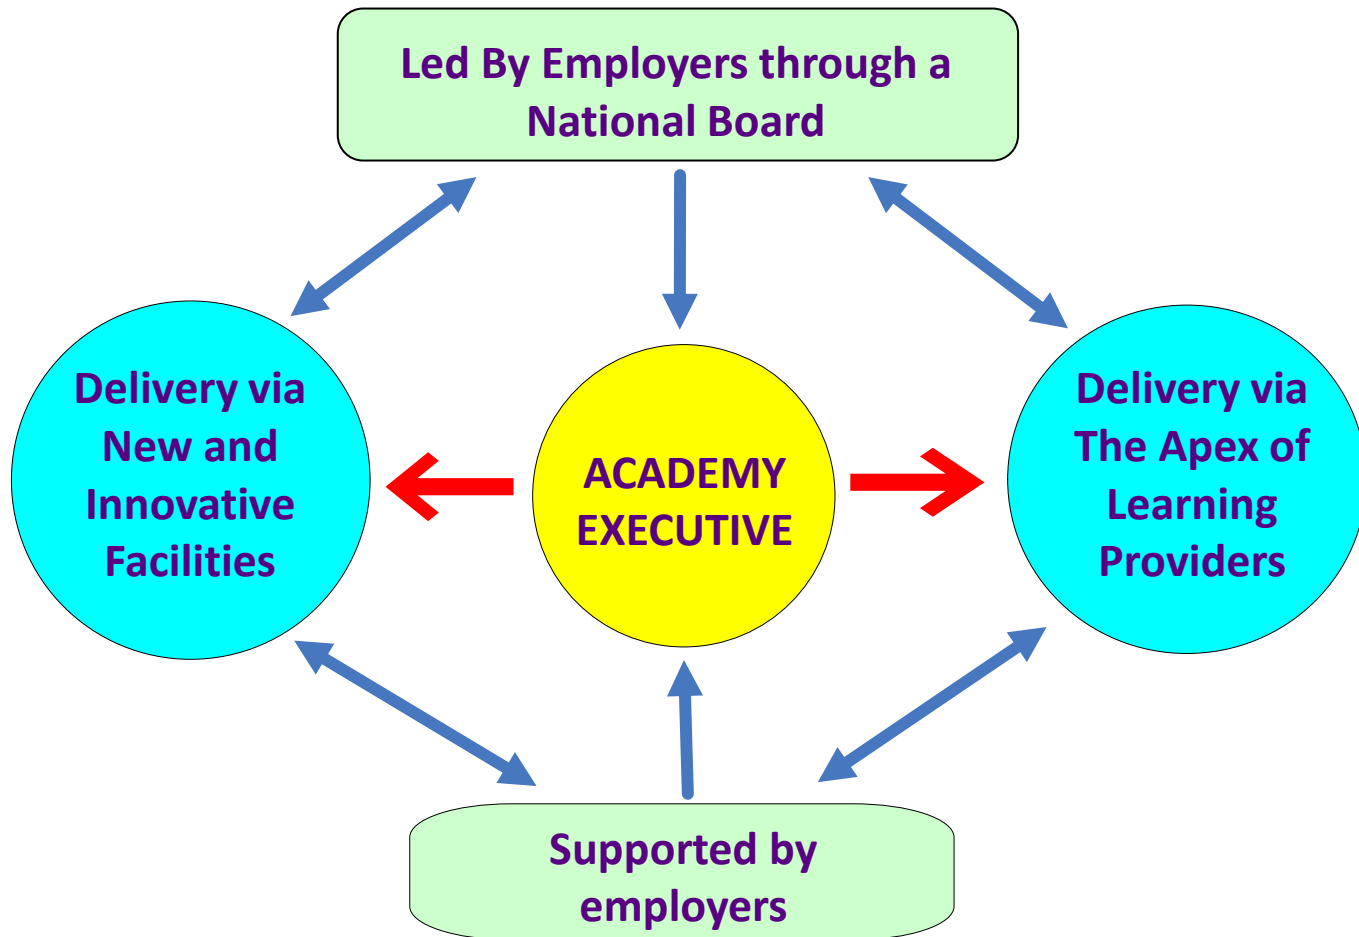 Led By Employers through a
National Board
Delivery via
New and
Innovative
Facilities
ACADEMY
EXECUTIVE
Delivery via
The Apex of
Learning
Providers
Supported by
employers